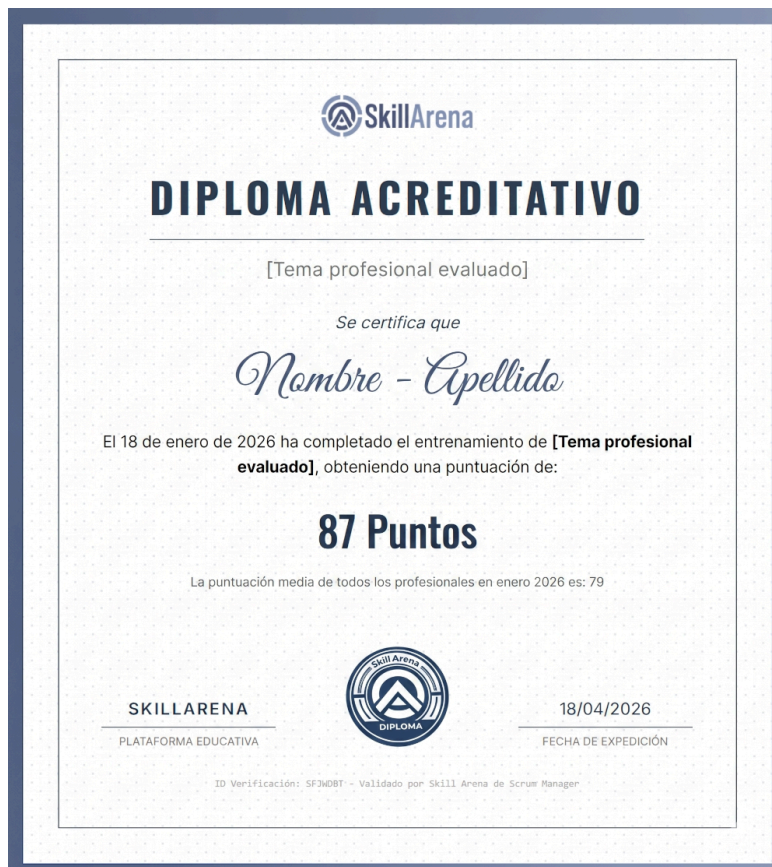 SkillArena
DIPLOMA ACREDITATIVO
[Tema profesional evaluado]
Se certifica que
Nombre - Apellido
El 18 de enero de 2026 ha completado el entrenamiento de [Tema profesional
evaluado], obteniendo una puntuación de:
87 Puntos
La puntuación media de todos los profesionales en enero 2026 es: 79
Skill Arena
DIPLOMA
SKILLARENA
PLATAFORMA EDUCATIVA
18/04/2026
FECHA DE EXPEDICIÓN
ID Verificación: SFJWDBT - Validado por Skill Arena de Scrum Manager